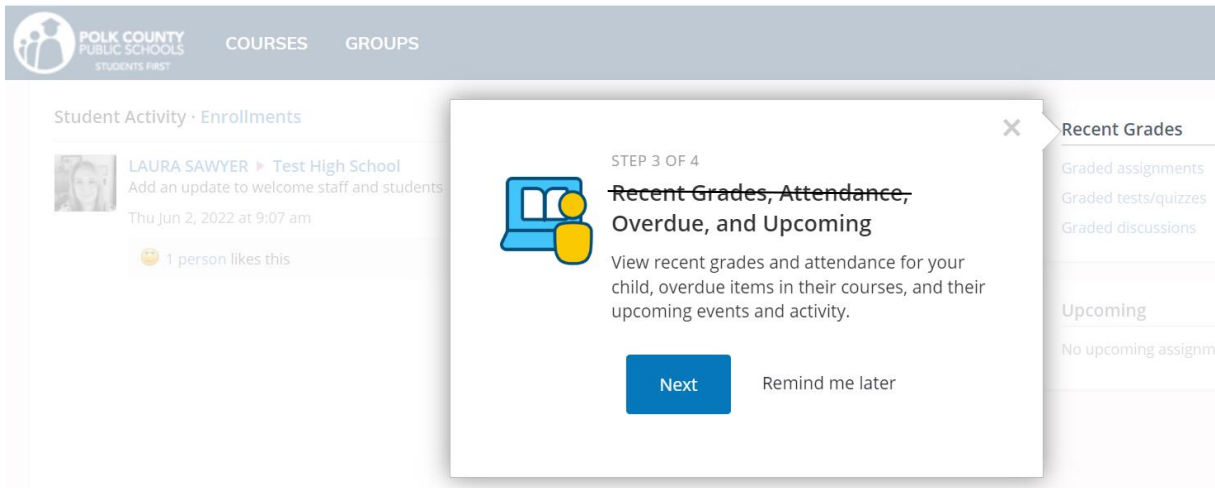 POLK COUNTY
PUBLIC SCHOOLS
STUDENTS FIRST
COURSES
GROUPS
Student Activity · Enrollments
LAURA SAWYER ▸ Test High School
Add an update to welcome staff and students
Thu Jun 2, 2022 at 9:07 am
1 person likes this
STEP 3 OF 4
Recent Grades, Attendance,
Overdue, and Upcoming
View recent grades and attendance for your
child, overdue items in their courses, and their
upcoming events and activity.
Next
Remind me later
Recent Grades
Graded assignments
Graded tests/quizzes
Graded discussions
Upcoming
No upcoming assignm